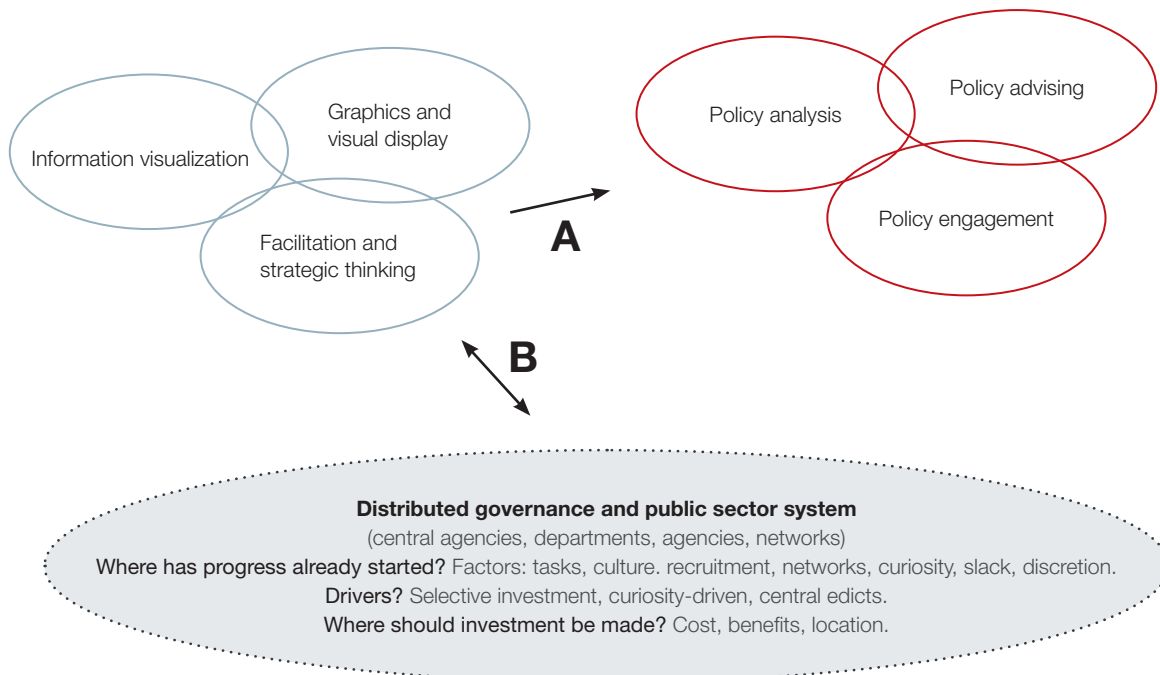 Information visualization
Graphics and
visual display
Facilitation and
strategic thinking
A
Policy analysis
Policy advising
Policy engagement
B
Distributed governance and public sector system
(central agencies, departments, agencies, networks)
Where has progress already started? Factors: tasks, culture. recruitment, networks, curiosity, slack, discretion.
Drivers? Selective investment, curiosity-driven, central edicts.
Where should investment be made? Cost, benefits, location.